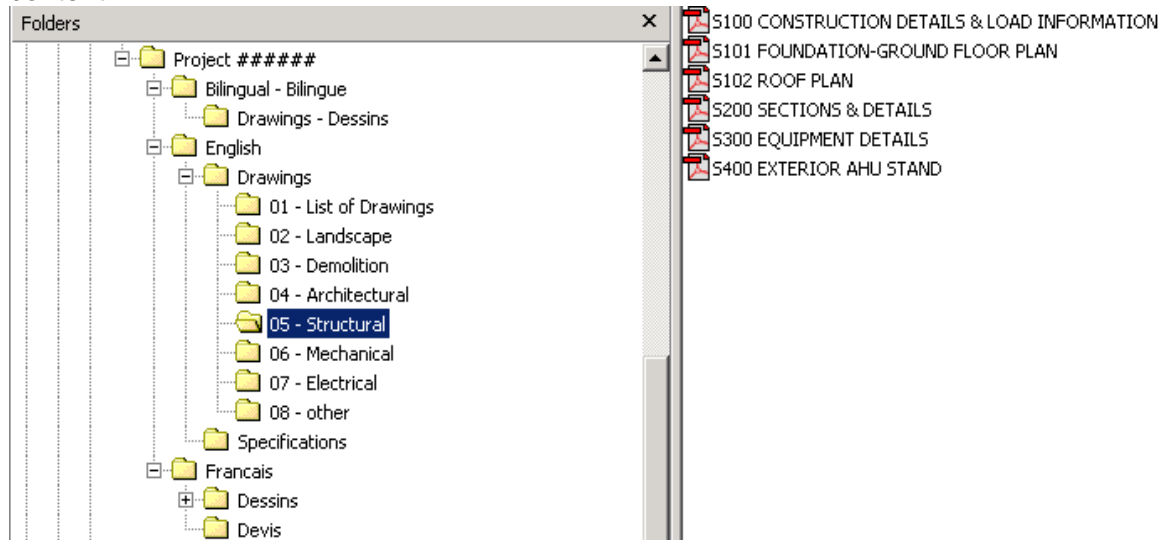 Folders
Project ######
Bilingual - Bilingue
Drawings - Dessins
English
Drawings
01 - List of Drawings
02 - Landscape
03 - Demolition
04 - Architectural
05 - Structural
06 - Mechanical
07 - Electrical
08 - other
Specifications
Francais
Dessins
Devis
S100 CONSTRUCTION DETAILS & LOAD INFORMATION
S101 FOUNDATION-GROUND FLOOR PLAN
S102 ROOF PLAN
S200 SECTIONS & DETAILS
S300 EQUIPMENT DETAILS
S400 EXTERIOR AHU STAND